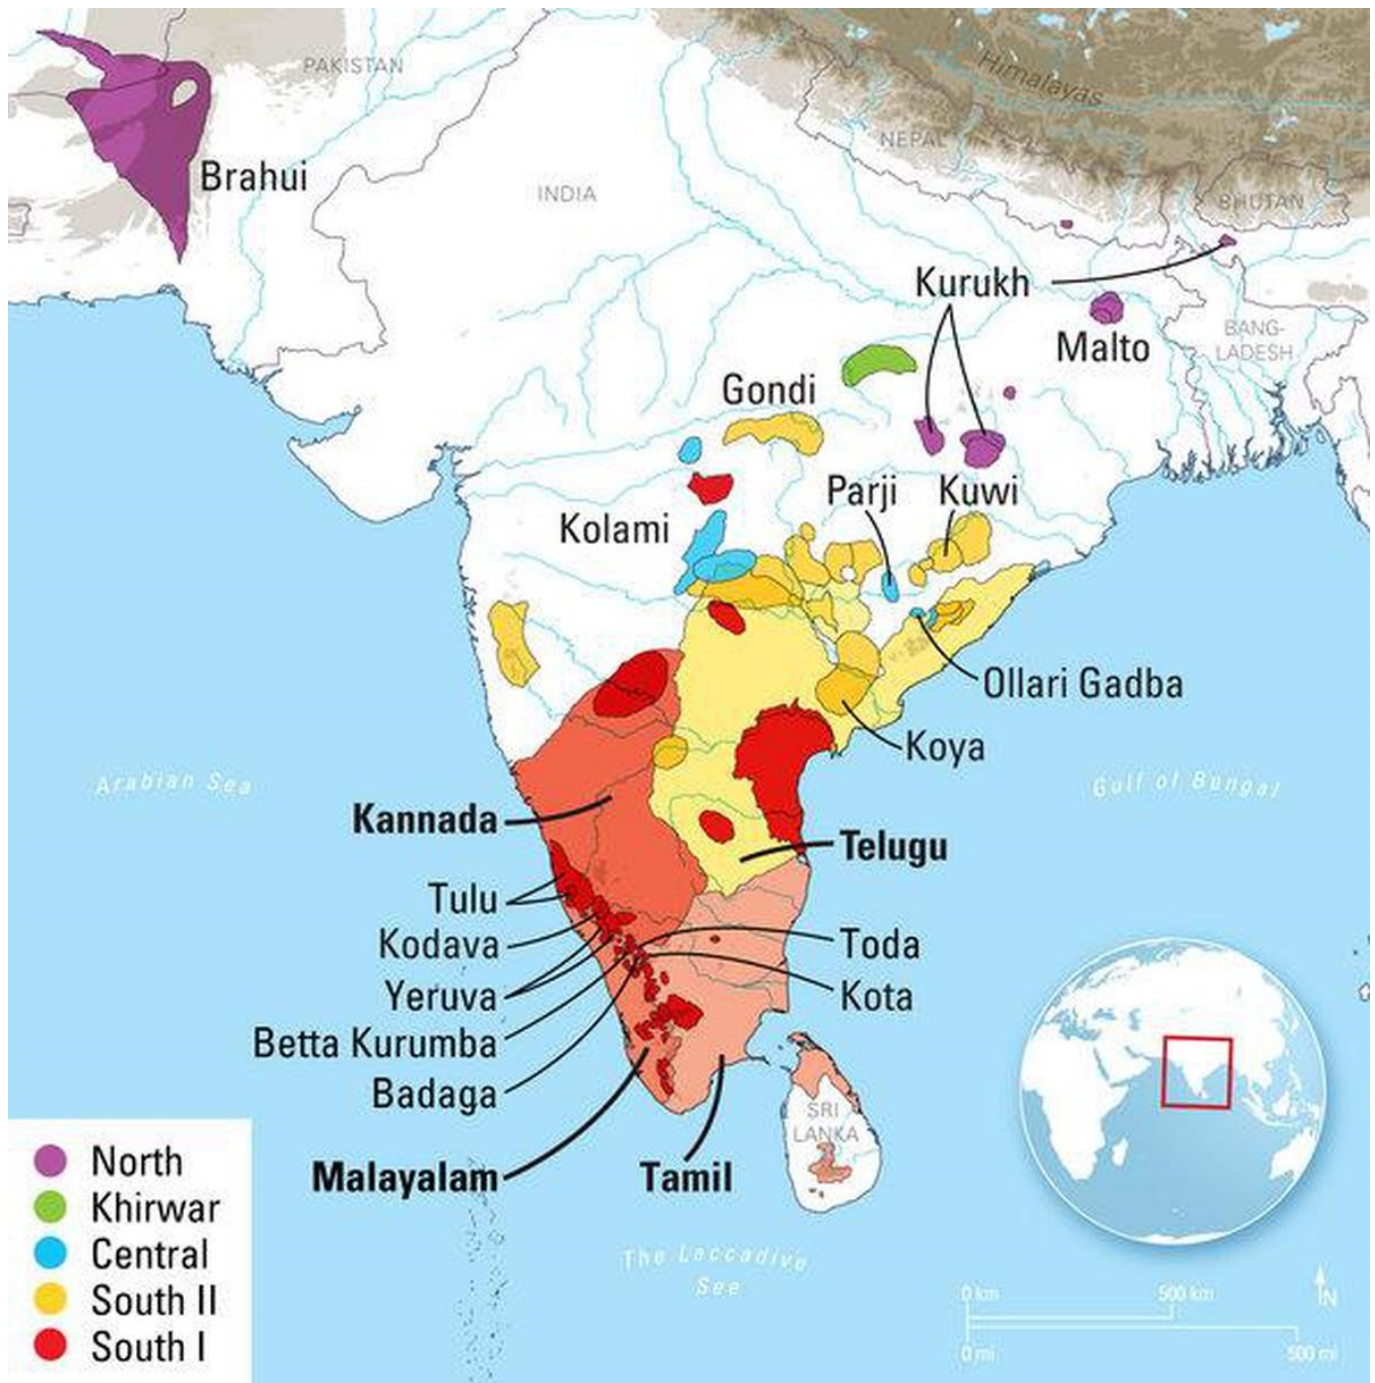 PAKISTAN
Himalayas
NEPAL
Brahui
INDIA
BHUTAN
Kurukh
BANG-
LADESH
Malto
Gondi
Parji
Kuwi
Kolami
Ollari Gadba
Koya
Arabian Sea
Gulf of Bengal
Kannada
Telugu
Tulu
Kodava
Toda
Yeruva
Kota
Betta Kurumba
Badaga
SRI
LANKA
Malayalam
Tamil
North
Khirwar
Central
South II
South I
The Laccadive
See
0 km
500 km
N
0 mi
500 mi